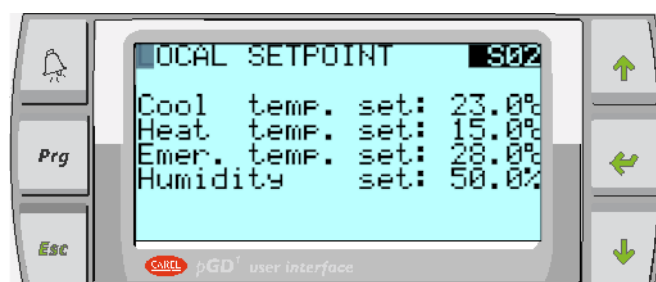 LOCAL SETPOINT S02
Cool temp. set: 23.0°c
Heat temp. set: 15.0°c
Emer. temp. set: 28.0°c
Humidity set: 50.0%
Prg
Esc
CAREL pGD1 user interface